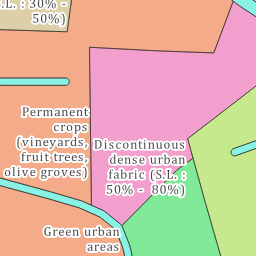 S.L. : 30% -
50%)
Permanent
crops
(vineyards,
fruit trees,
olive groves)
Discontinuous
dense urban
fabric (S.L. :
50% - 80%)
Green urban
areas